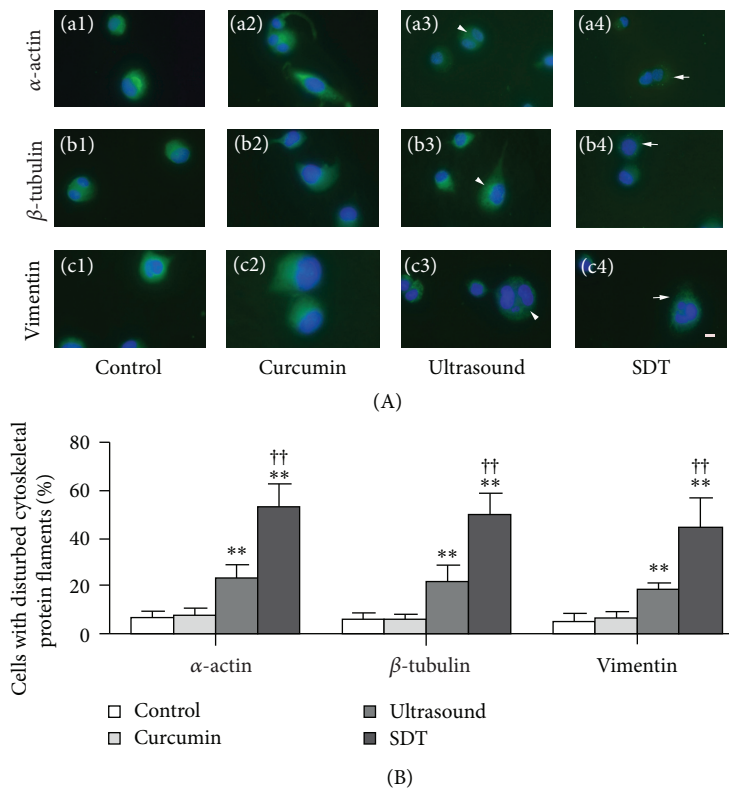 (a1) (a2) (a3) (a4)
α-actin
(b1) (b2) (b3) (b4)
β-tubulin
(c1) (c2) (c3) (c4)
Vimentin
Control Curcumin Ultrasound SDT
(A)
Cells with disturbed cytoskeletal
protein filaments (%)
80
60
40
20
0
**
††
**
**
††
**
**
††
**
α-actin β-tubulin Vimentin
Control
Curcumin
Ultrasound
SDT
(B)